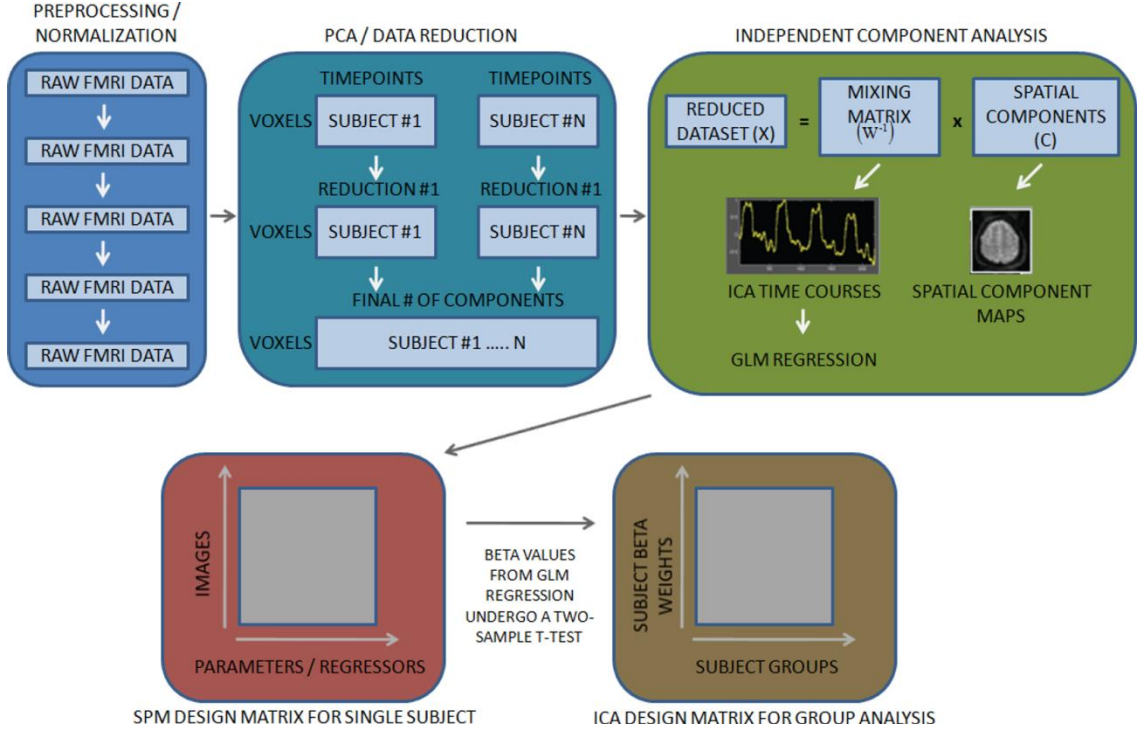 PREPROCESSING /
NORMALIZATION
RAW FMRI DATA
RAW FMRI DATA
RAW FMRI DATA
RAW FMRI DATA
RAW FMRI DATA
PCA / DATA REDUCTION
TIMEPOINTS TIMEPOINTS
VOXELS SUBJECT #1 SUBJECT #N
REDUCTION #1 REDUCTION #1
VOXELS SUBJECT #1 SUBJECT #N
FINAL # OF COMPONENTS
VOXELS SUBJECT #1 ..... N
INDEPENDENT COMPONENT ANALYSIS
REDUCED
DATASET (X)
=
MIXING
MATRIX
(W⁻¹)
x
SPATIAL
COMPONENTS
(C)
ICA TIME COURSES
GLM REGRESSION
SPATIAL COMPONENT
MAPS
IMAGES
PARAMETERS / REGRESSORS
SPM DESIGN MATRIX FOR SINGLE SUBJECT
BETA VALUES
FROM GLM
REGRESSION
UNDERGO A TWO-
SAMPLE T-TEST
SUBJECT BETA
WEIGHTS
SUBJECT GROUPS
ICA DESIGN MATRIX FOR GROUP ANALYSIS